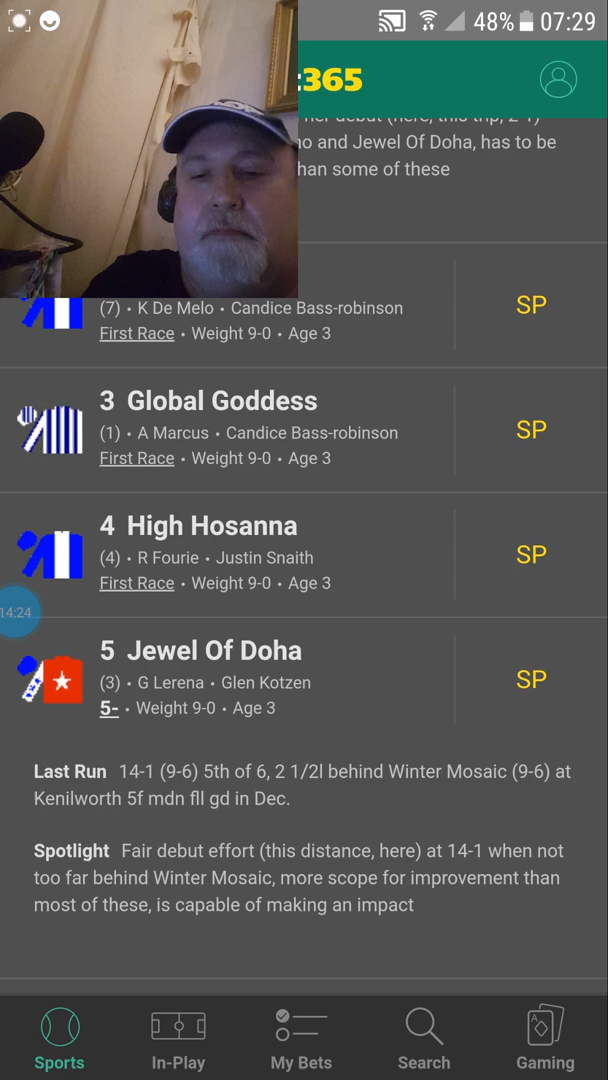 48% 07:29
365
and Jewel Of Doha, has to be
than some of these
(7) • K De Melo • Candice Bass-robinson
First Race • Weight 9-0 • Age 3
SP
3 Global Goddess
(1) • A Marcus • Candice Bass-robinson
First Race • Weight 9-0 • Age 3
SP
4 High Hosanna
(4) • R Fourie • Justin Snaith
First Race • Weight 9-0 • Age 3
SP
14:24
5 Jewel Of Doha
(3) • G Lerena • Glen Kotzen
5- • Weight 9-0 • Age 3
SP
Last Run 14-1 (9-6) 5th of 6, 2 1/2l behind Winter Mosaic (9-6) at
Kenilworth 5f mdn fll gd in Dec.
Spotlight Fair debut effort (this distance, here) at 14-1 when not
too far behind Winter Mosaic, more scope for improvement than
most of these, is capable of making an impact
Sports In-Play My Bets Search Gaming